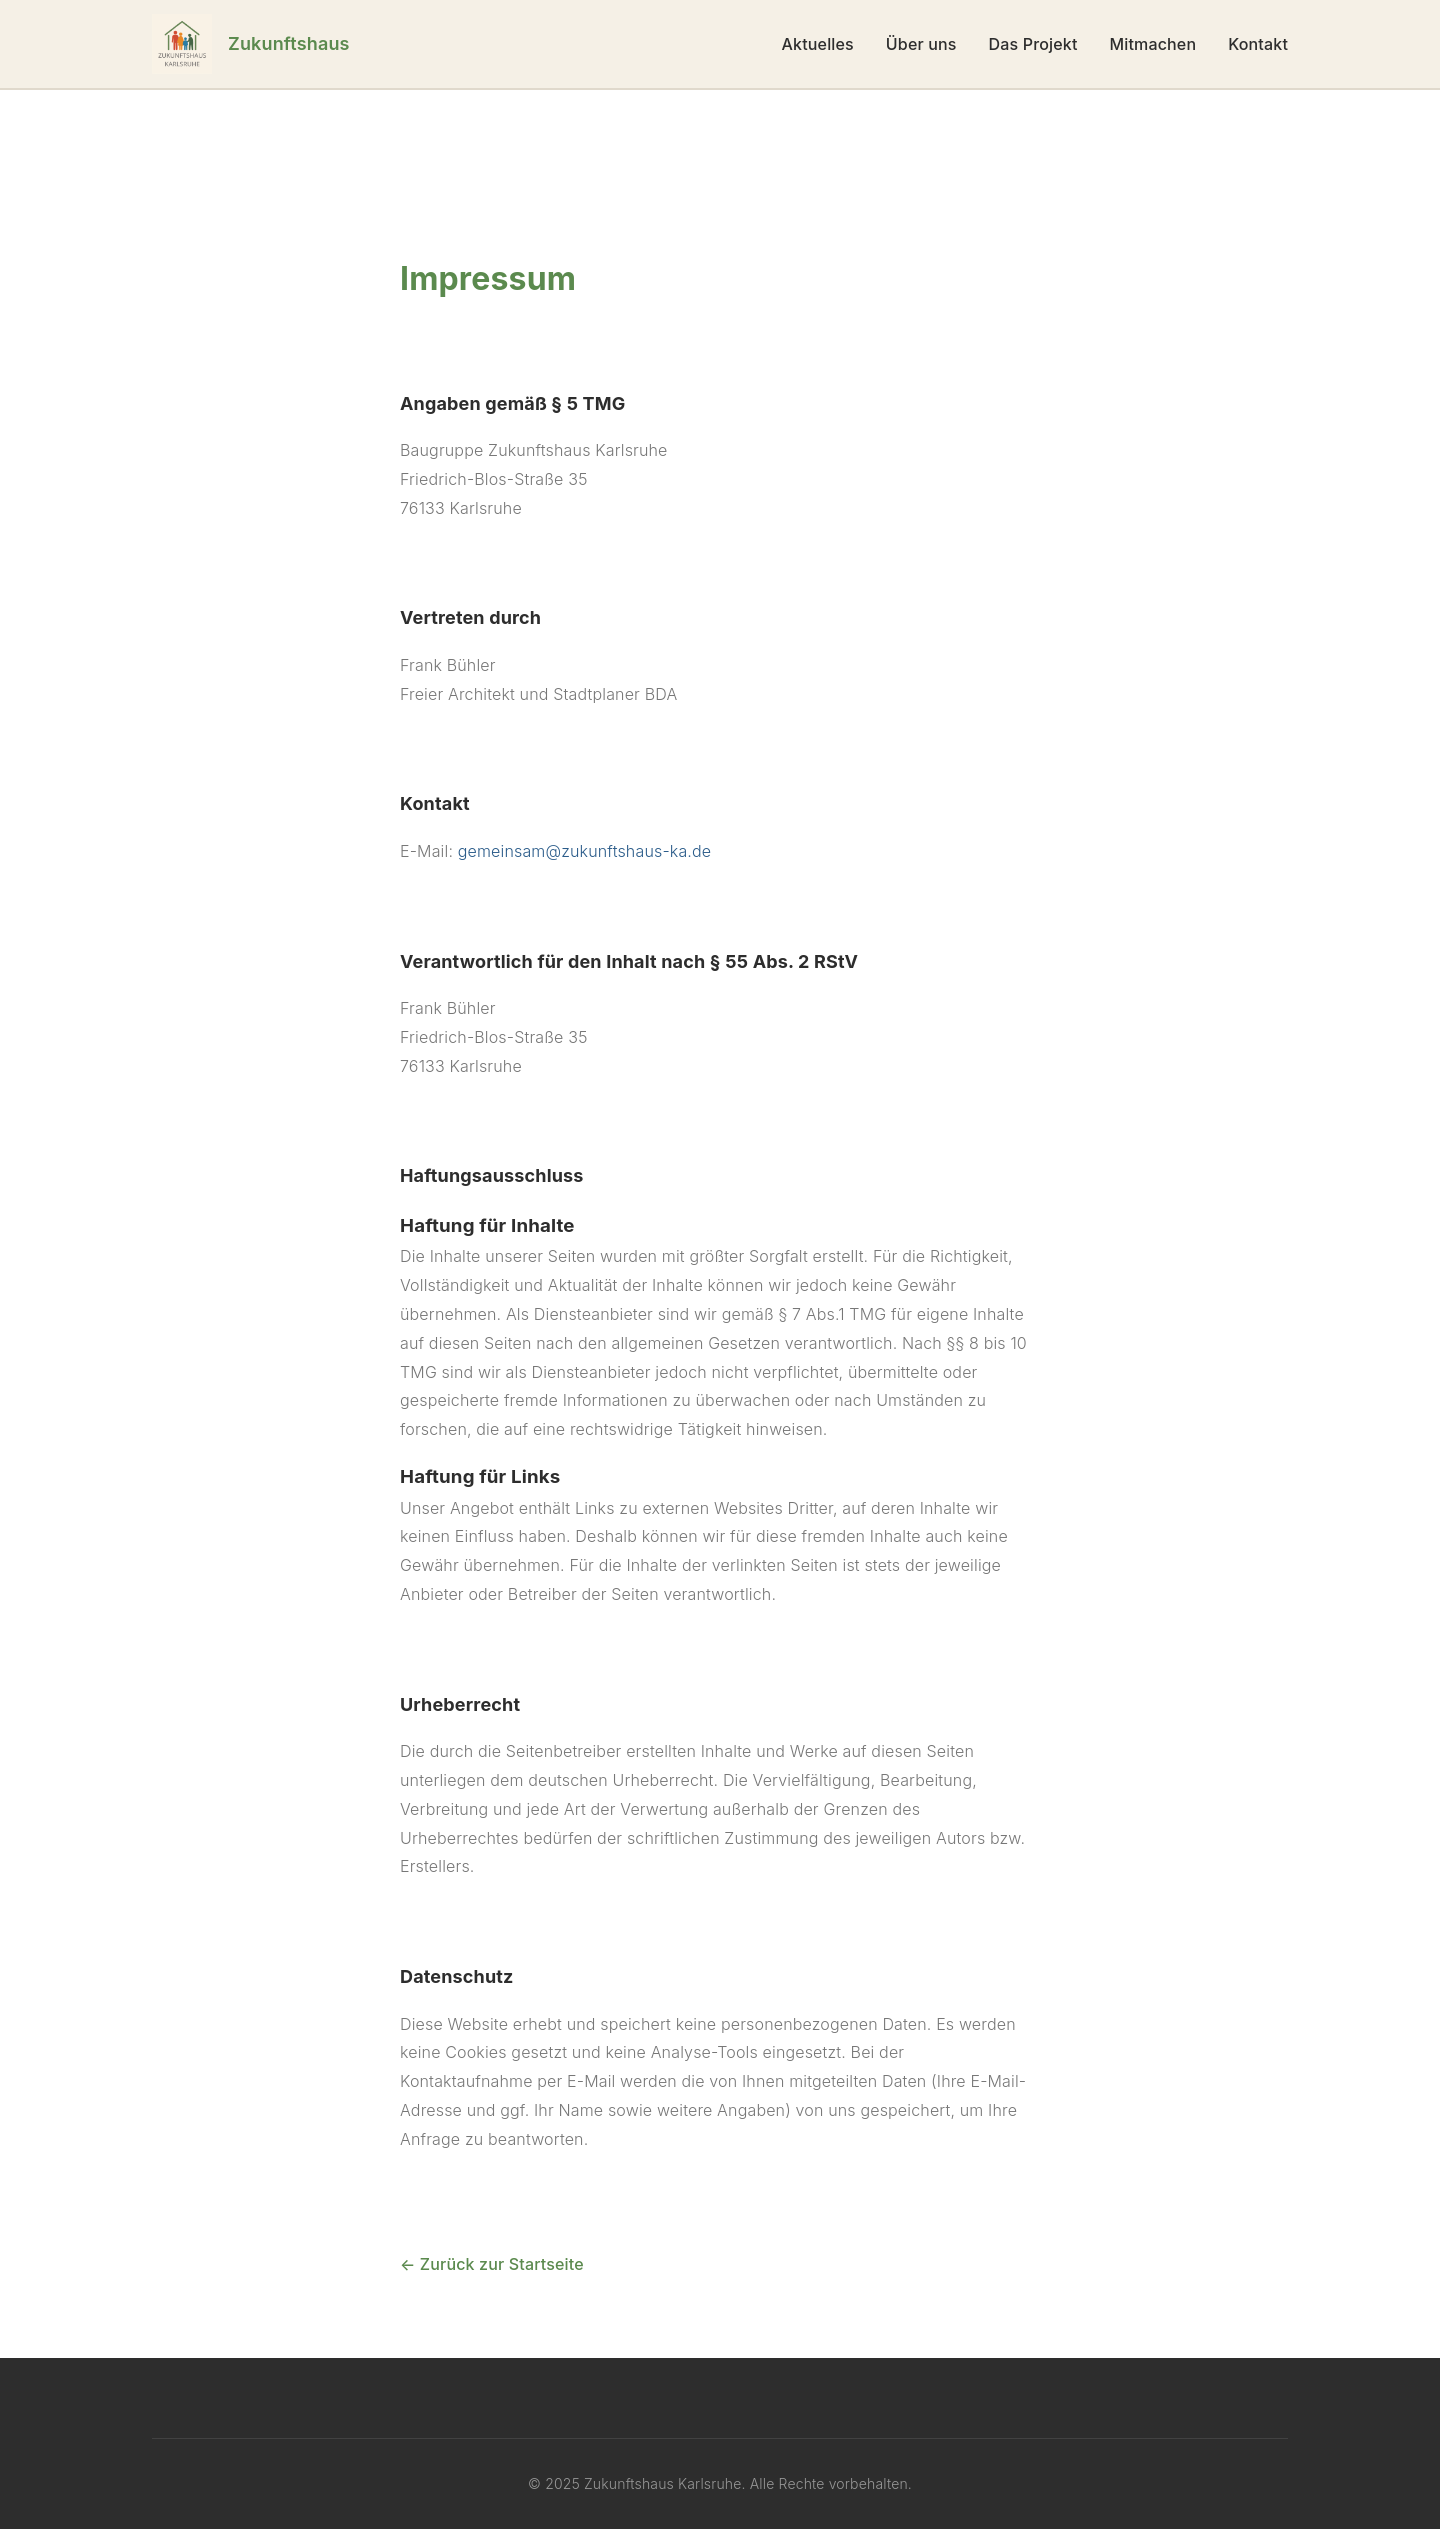 ZUKUNFTSHAUS
KARLSRUHE
Zukunftshaus
Aktuelles
Über uns
Das Projekt
Mitmachen
Kontakt
Impressum
Angaben gemäß § 5 TMG
Baugruppe Zukunftshaus Karlsruhe
Friedrich-Blos-Straße 35
76133 Karlsruhe
Vertreten durch
Frank Bühler
Freier Architekt und Stadtplaner BDA
Kontakt
E-Mail: gemeinsam@zukunftshaus-ka.de
Verantwortlich für den Inhalt nach § 55 Abs. 2 RStV
Frank Bühler
Friedrich-Blos-Straße 35
76133 Karlsruhe
Haftungsausschluss
Haftung für Inhalte
Die Inhalte unserer Seiten wurden mit größter Sorgfalt erstellt. Für die Richtigkeit,
Vollständigkeit und Aktualität der Inhalte können wir jedoch keine Gewähr
übernehmen. Als Diensteanbieter sind wir gemäß § 7 Abs.1 TMG für eigene Inhalte
auf diesen Seiten nach den allgemeinen Gesetzen verantwortlich. Nach §§ 8 bis 10
TMG sind wir als Diensteanbieter jedoch nicht verpflichtet, übermittelte oder
gespeicherte fremde Informationen zu überwachen oder nach Umständen zu
forschen, die auf eine rechtswidrige Tätigkeit hinweisen.
Haftung für Links
Unser Angebot enthält Links zu externen Websites Dritter, auf deren Inhalte wir
keinen Einfluss haben. Deshalb können wir für diese fremden Inhalte auch keine
Gewähr übernehmen. Für die Inhalte der verlinkten Seiten ist stets der jeweilige
Anbieter oder Betreiber der Seiten verantwortlich.
Urheberrecht
Die durch die Seitenbetreiber erstellten Inhalte und Werke auf diesen Seiten
unterliegen dem deutschen Urheberrecht. Die Vervielfältigung, Bearbeitung,
Verbreitung und jede Art der Verwertung außerhalb der Grenzen des
Urheberrechtes bedürfen der schriftlichen Zustimmung des jeweiligen Autors bzw.
Erstellers.
Datenschutz
Diese Website erhebt und speichert keine personenbezogenen Daten. Es werden
keine Cookies gesetzt und keine Analyse-Tools eingesetzt. Bei der
Kontaktaufnahme per E-Mail werden die von Ihnen mitgeteilten Daten (Ihre E-Mail-
Adresse und ggf. Ihr Name sowie weitere Angaben) von uns gespeichert, um Ihre
Anfrage zu beantworten.
← Zurück zur Startseite
© 2025 Zukunftshaus Karlsruhe. Alle Rechte vorbehalten.